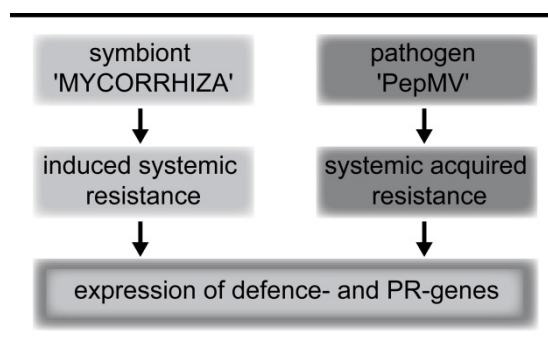 symbiont
'MYCORRHIZA'
pathogen
'PepMV'
induced systemic
resistance
systemic acquired
resistance
expression of defence- and PR-genes